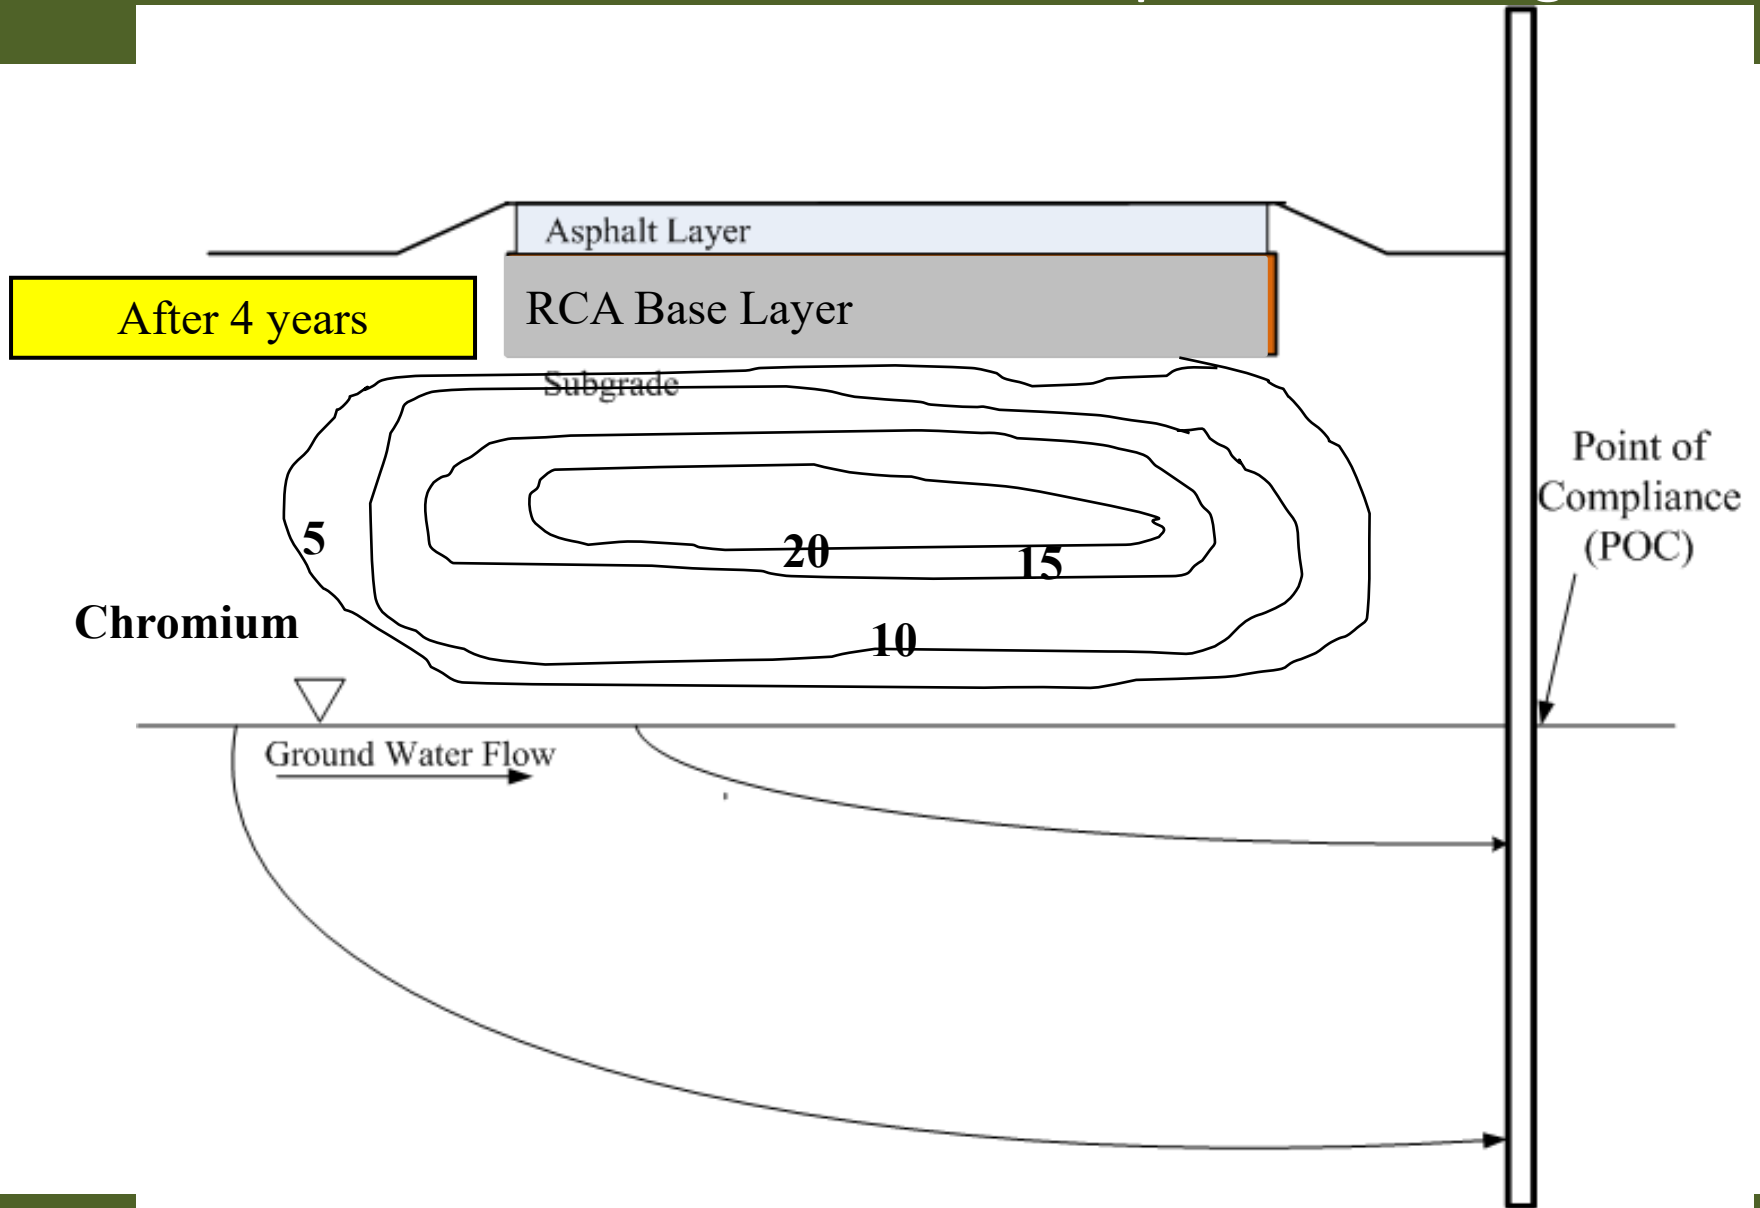 Asphalt Layer
After 4 years
RCA Base Layer
Subgrade
Point of
Compliance
(POC)
5
20
15
Chromium
10
Ground Water Flow